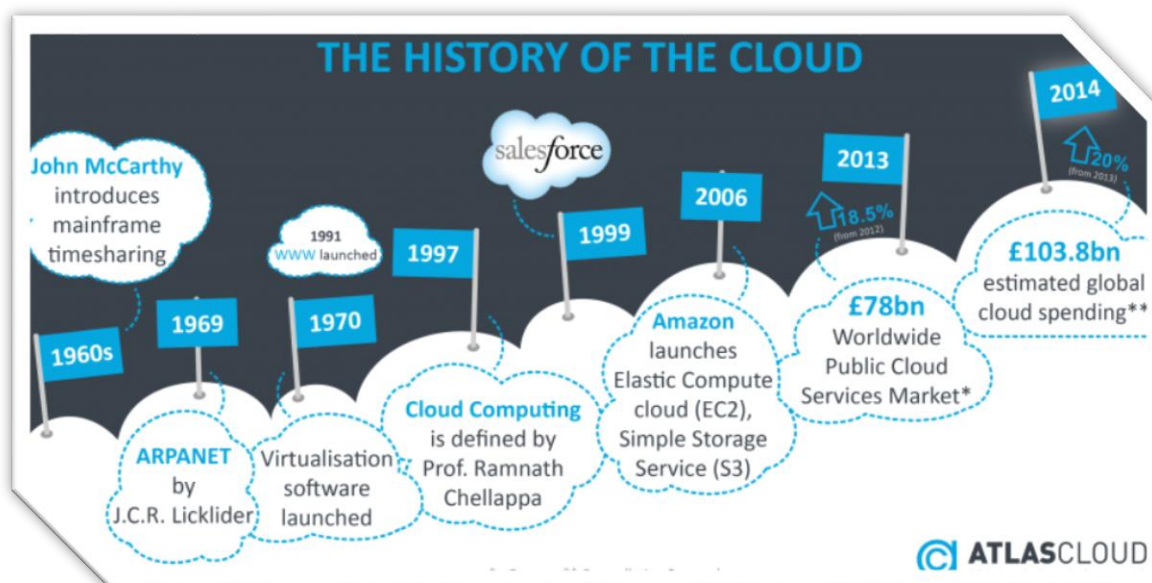 THE HISTORY OF THE CLOUD
John McCarthy
introduces
mainframe
timesharing
1960s
1969
ARPANET
by
J.C.R. Licklider
1991
WWW launched
1970
Virtualisation
software
launched
1997
Cloud Computing
is defined by
Prof. Ramnath
Chellappa
salesforce
1999
2006
Amazon
launches
Elastic Compute
cloud (EC2),
Simple Storage
Service (S3)
2013
18.5%
(from 2012)
£78bn
Worldwide
Public Cloud
Services Market*
2014
20%
(from 2013)
£103.8bn
estimated global
cloud spending**
ATLASCLOUD